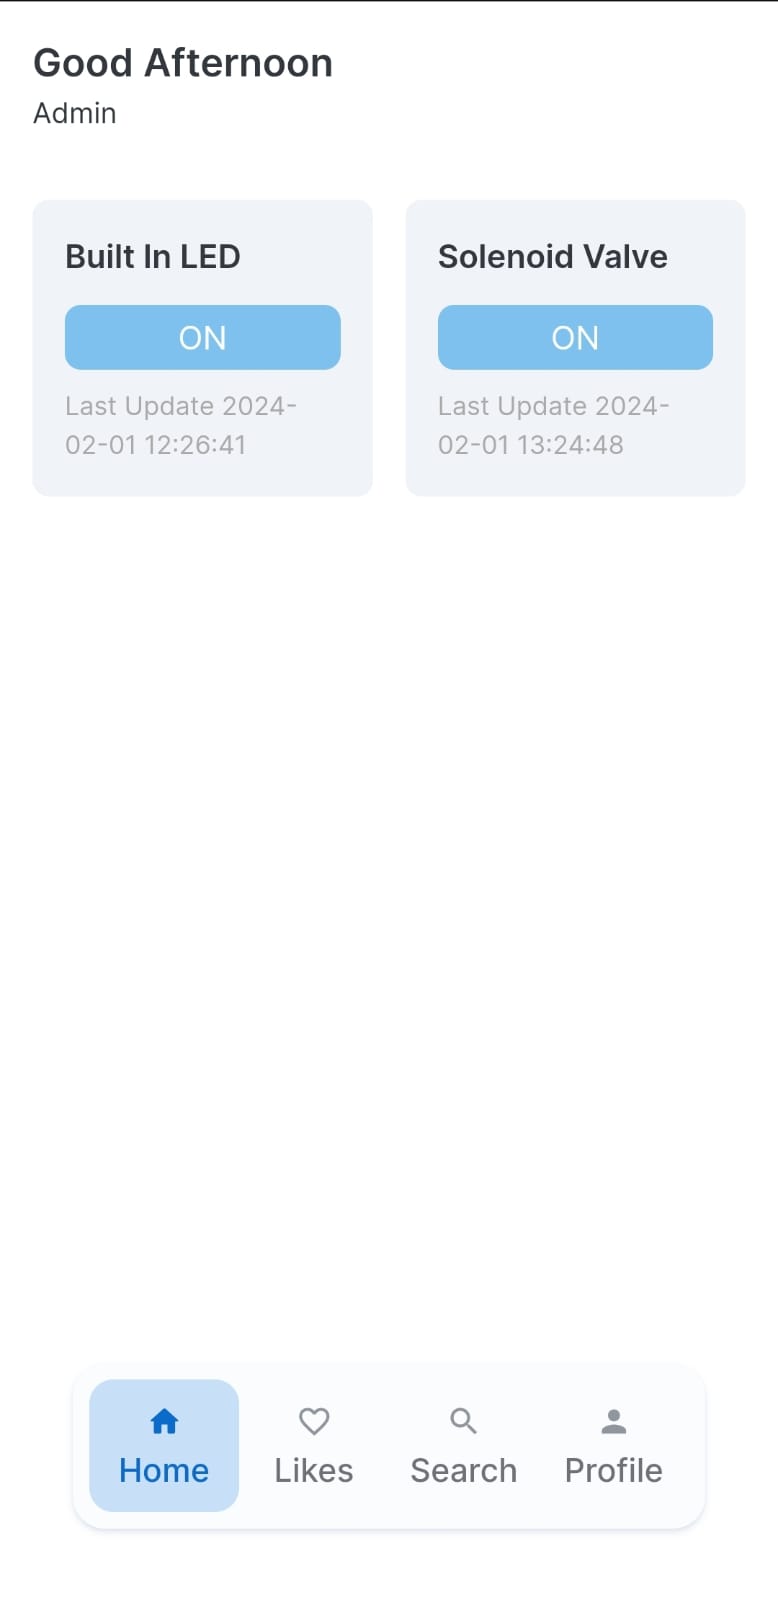 Good Afternoon
Admin
Built In LED
ON
Last Update 2024-
02-01 12:26:41
Solenoid Valve
ON
Last Update 2024-
02-01 13:24:48
Home
Likes
Search
Profile